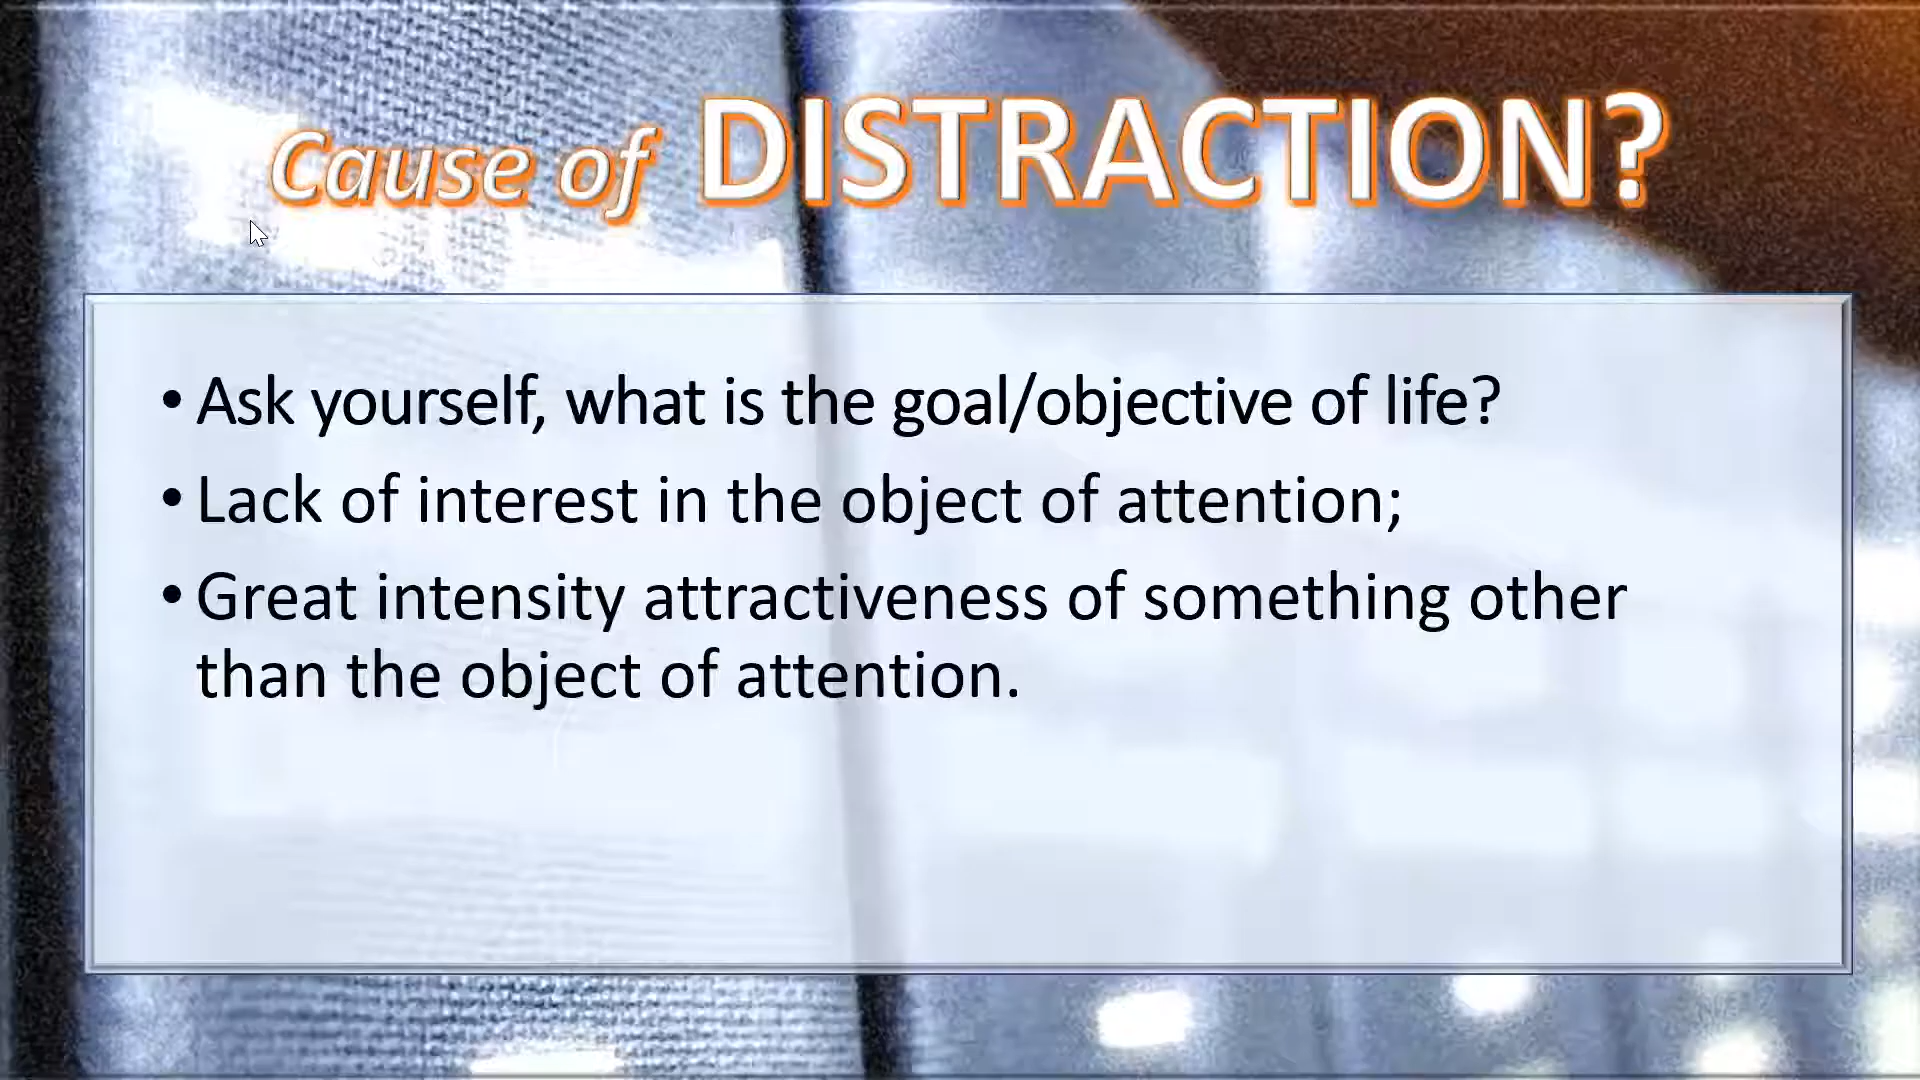 Cause of DISTRACTION?
• Ask yourself, what is the goal/objective of life?
• Lack of interest in the object of attention;
• Great intensity attractiveness of something other
than the object of attention.